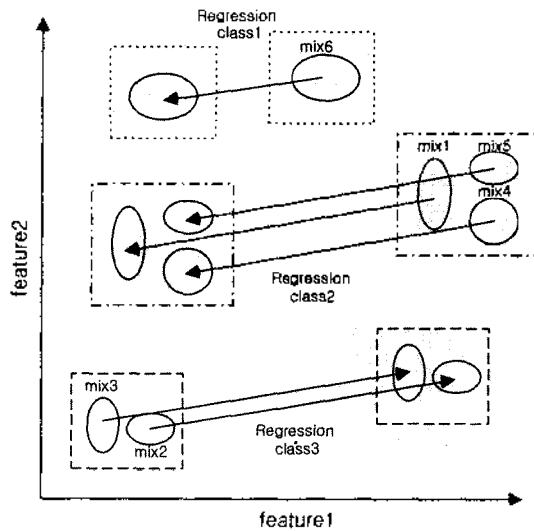 Regression
class1
mix6
mix1
mix5
mix4
feature2
Regression
class2
mix3
mix2
Regression
class3
feature1